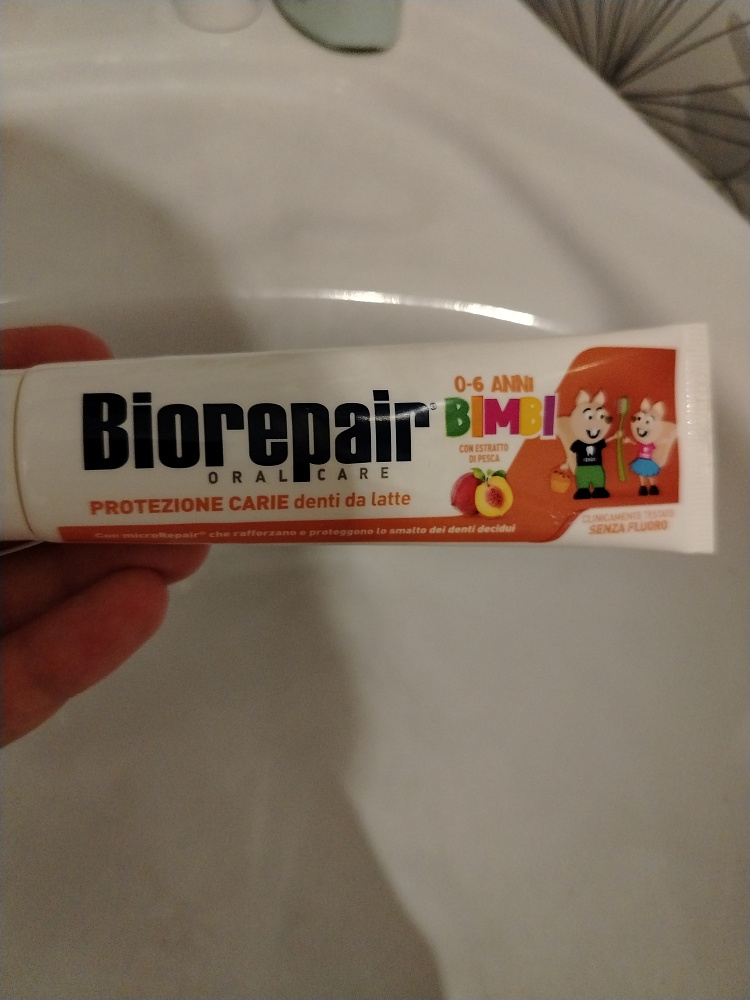 Biorepair®
ORAL CARE
PROTEZIONE CARIE denti da latte
Con microRepair® che rafforzano e proteggono lo smalto dei denti decidui
0-6 ANNI
BIMBI
CON ESTRATTO
DI PESCA
CLINICAMENTE TESTATO
SENZA FLUORO